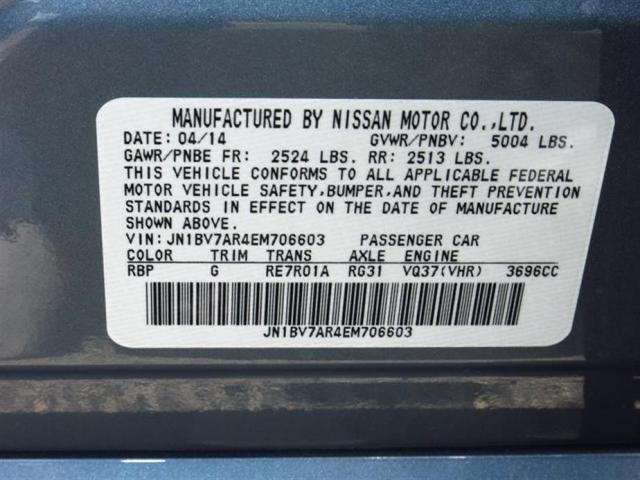 MANUFACTURED BY NISSAN MOTOR CO.,LTD.
DATE: 04/14 GVWR/PNBV: 5004 LBS.
GAWR/PNBE FR: 2524 LBS. RR: 2513 LBS.
THIS VEHICLE CONFORMS TO ALL APPLICABLE FEDERAL
MOTOR VEHICLE SAFETY,BUMPER,AND THEFT PREVENTION
STANDARDS IN EFFECT ON THE DATE OF MANUFACTURE
SHOWN ABOVE.
VIN:JN1BV7AR4EM706603 PASSENGER CAR
COLOR TRIM TRANS AXLE ENGINE
RBP G RE7R01A RG31 VQ37(VHR) 3696CC
JN1BV7AR4EM706603